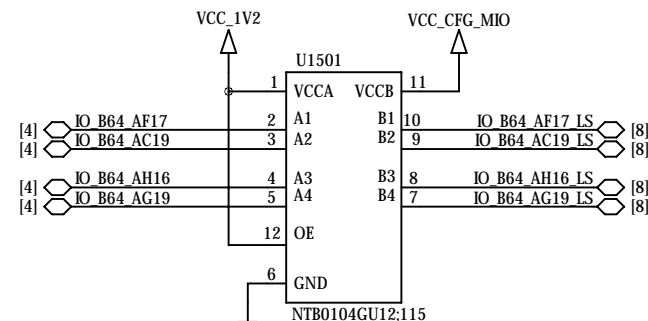 VCC_1V2 VCC_CFG_MIO
U1501
1 VCCA VCCB 11
[4] IO_B64_AF17 2 A1 B1 10 IO_B64_AF17_LS [8]
[4] IO_B64_AC19 3 A2 B2 9 IO_B64_AC19_LS [8]
[4] IO_B64_AH16 4 A3 B3 8 IO_B64_AH16_LS [8]
[4] IO_B64_AG19 5 A4 B4 7 IO_B64_AG19_LS [8]
12 OE
6 GND
NTB0104GU12;115